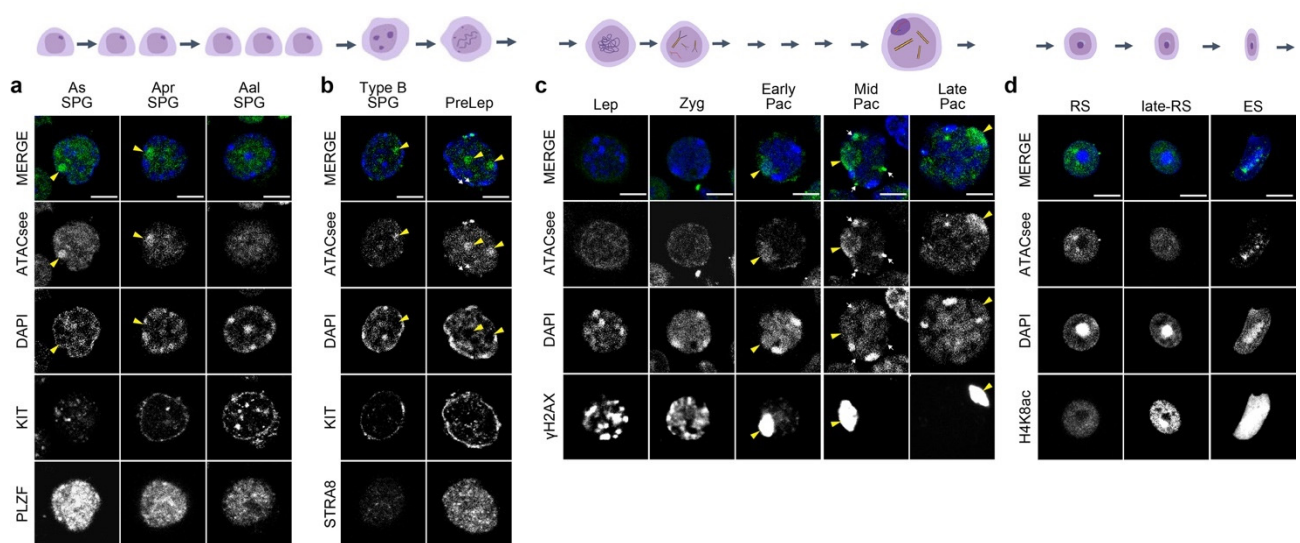 a
As
SPG
Apr
SPG
Aal
SPG
MERGE
ATACsee
DAPI
KIT
PLZF
b
Type B
SPG
PreLep
MERGE
ATACsee
DAPI
KIT
STRA8
c
Lep
Zyg
Early
Pac
Mid
Pac
Late
Pac
MERGE
ATACsee
DAPI
γH2AX
d
RS
late-RS
ES
MERGE
ATACsee
DAPI
H4K8ac